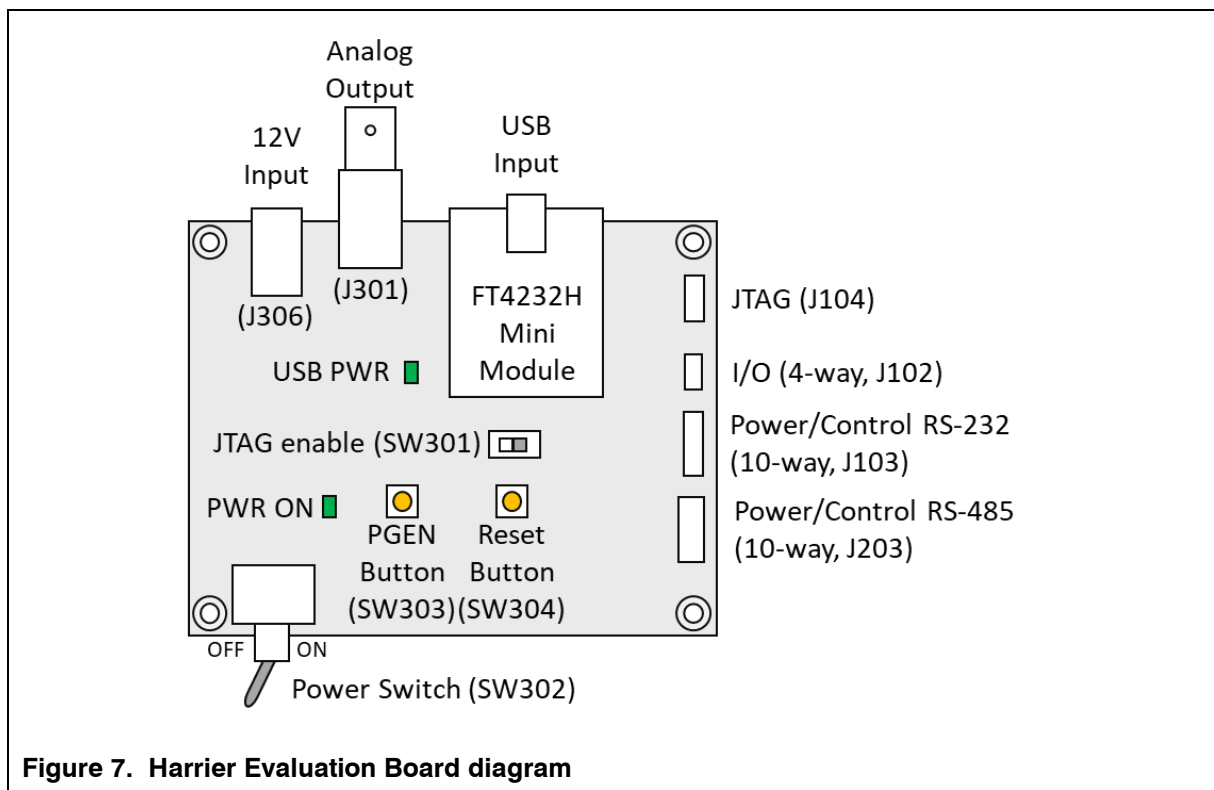 Analog
Output
12V
Input
USB
Input
(J306)
(J301)
FT4232H
Mini
Module
JTAG (J104)
USB PWR
I/O (4-way, J102)
JTAG enable (SW301)
Power/Control RS-232
(10-way, J103)
PWR ON
PGEN
Button
(SW303)
Reset
Button
(SW304)
Power/Control RS-485
(10-way, J203)
OFF
ON
Power Switch (SW302)
Figure 7. Harrier Evaluation Board diagram